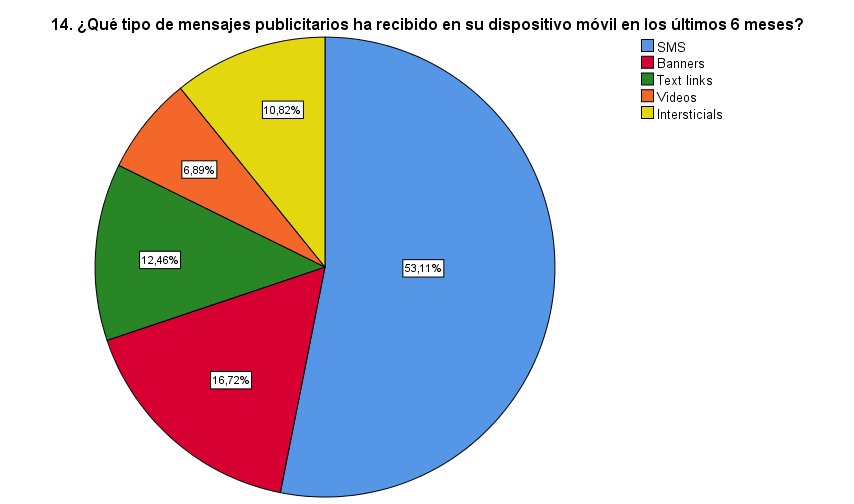 14. ¿Qué tipo de mensajes publicitarios ha recibido en su dispositivo móvil en los últimos 6 meses?
SMS
Banners
Text links
Videos
Intersticials
10,82%
6,89%
12,46%
53,11%
16,72%